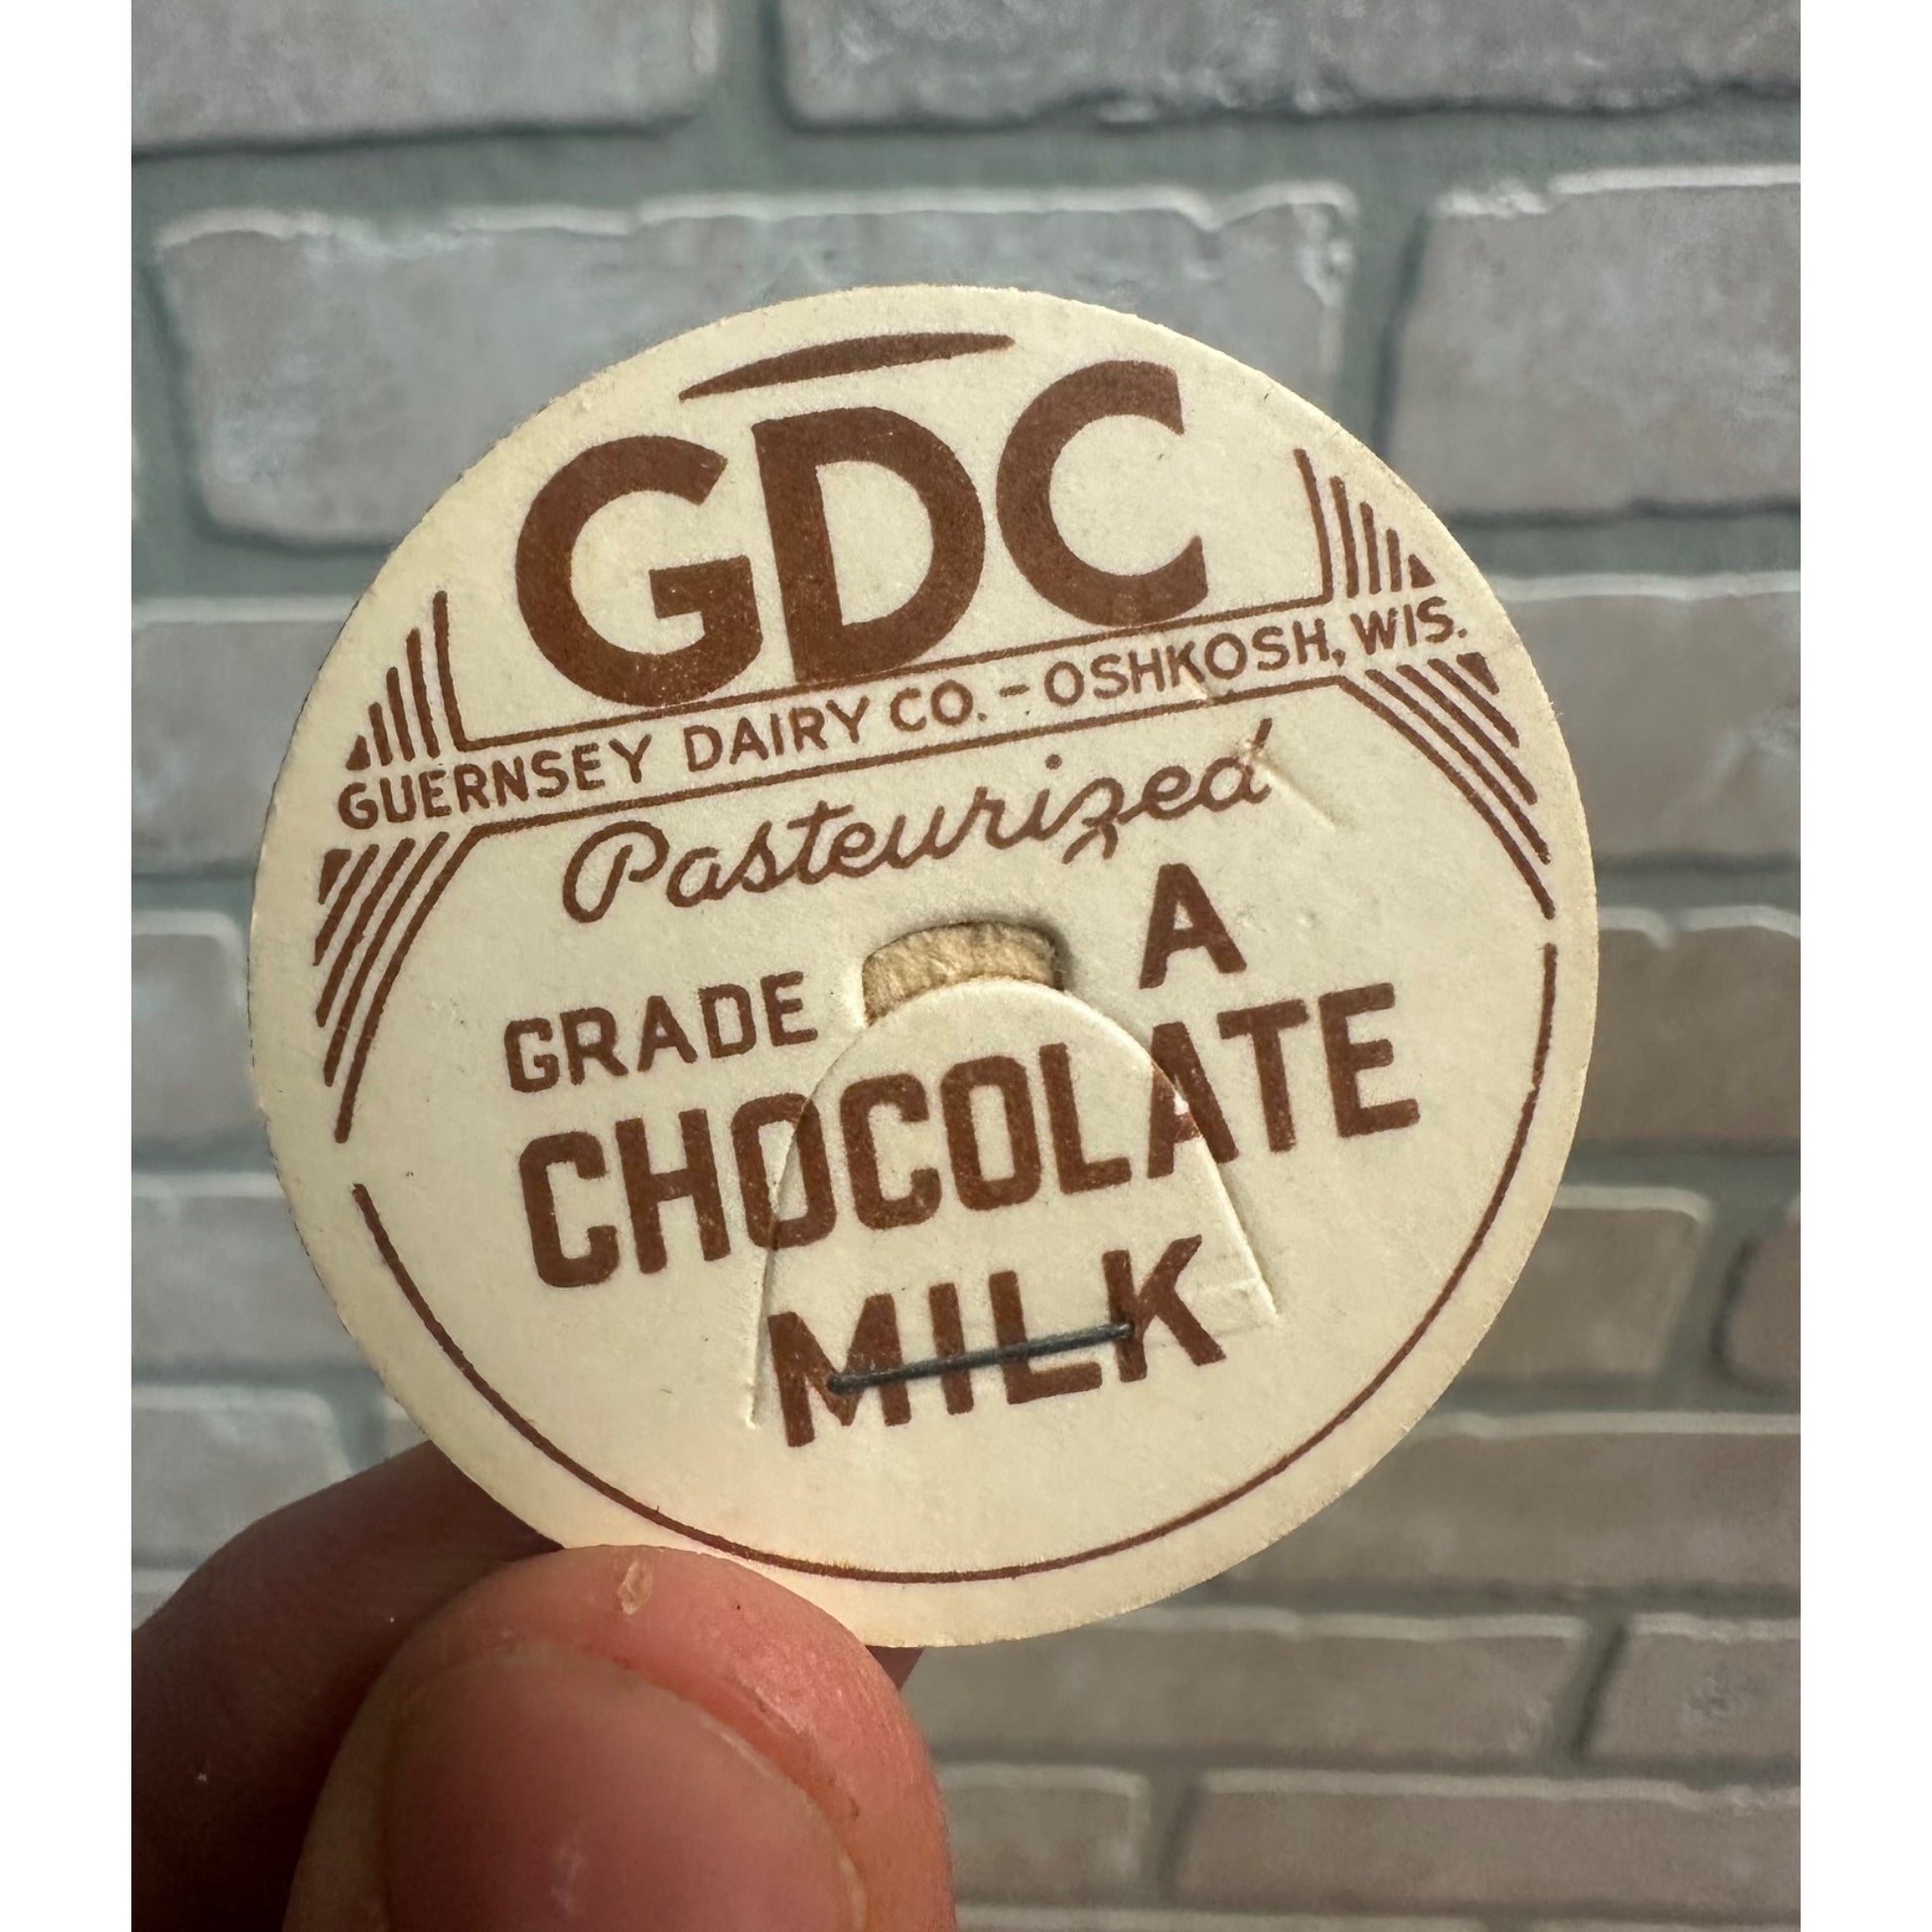 GDC
GUERNSEY DAIRY CO. - OSHKOSH, WIS.
Pasteurized
GRADE A
CHOCOLATE
MILK